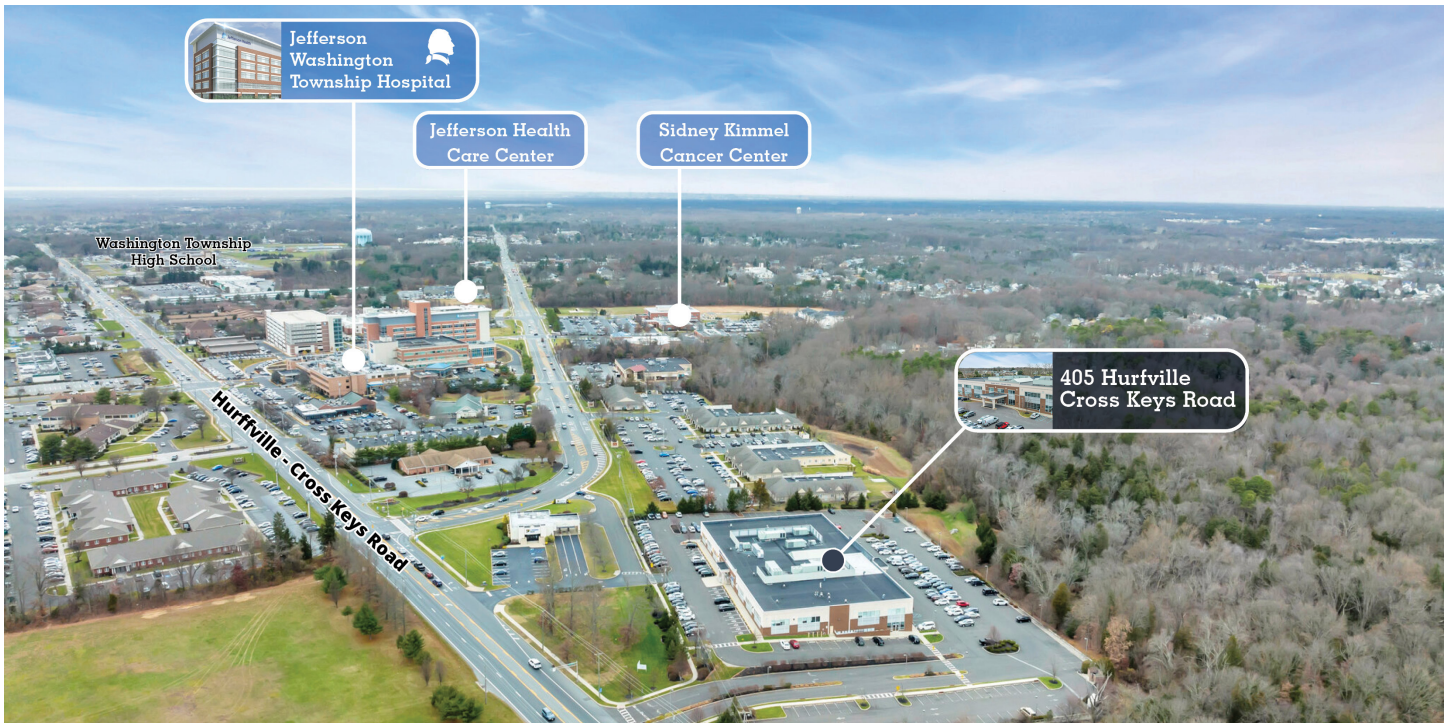 Jefferson
Washington
Township Hospital
Jefferson Health
Care Center
Sidney Kimmel
Cancer Center
Washington Township
High School
405 Hurfville
Cross Keys Road
Hurffville - Cross Keys Road